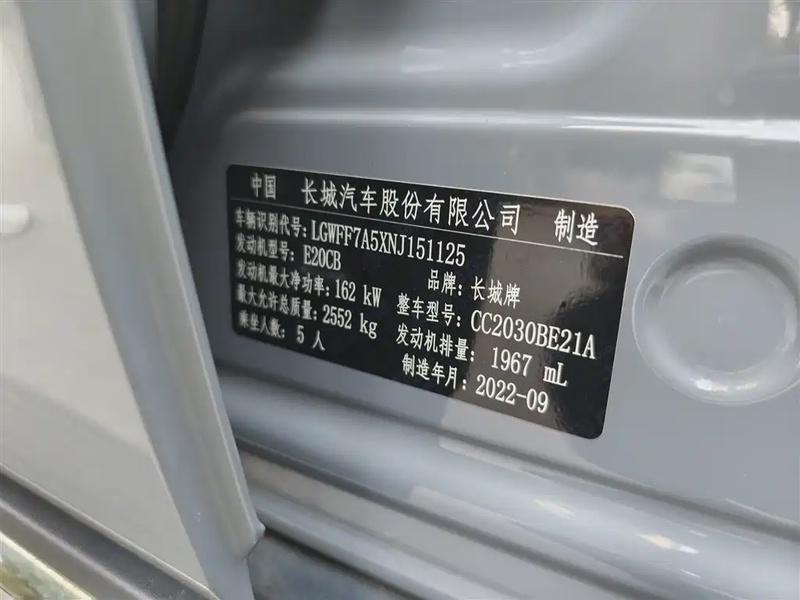 中国 长城汽车股份有限公司 制造
车辆识别代号: LGWFF7A5XNJ151125
发动机型号: E20CB 品牌: 长城牌
发动机最大净功率: 162 kW 整车型号: CC2030BE21A
最大允许总质量: 2552 kg 发动机排量: 1967 mL
乘坐人数: 5 人 制造年月: 2022-09